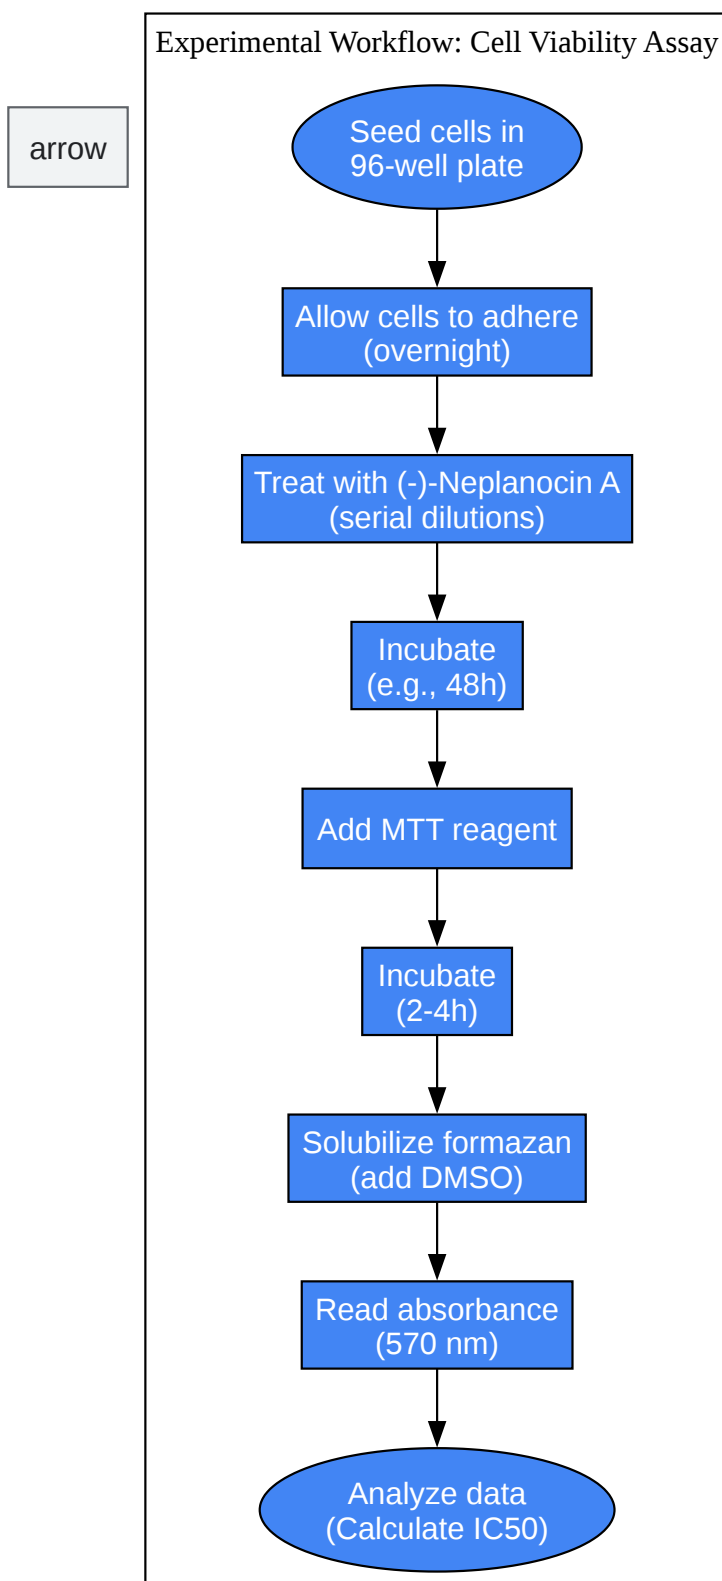 Experimental Workflow: Cell Viability Assay
arrow
Seed cells in
96-well plate
Allow cells to adhere
(overnight)
Treat with (-)-Neplanocin A
(serial dilutions)
Incubate
(e.g., 48h)
Add MTT reagent
Incubate
(2-4h)
Solubilize formazan
(add DMSO)
Read absorbance
(570 nm)
Analyze data
(Calculate IC50)